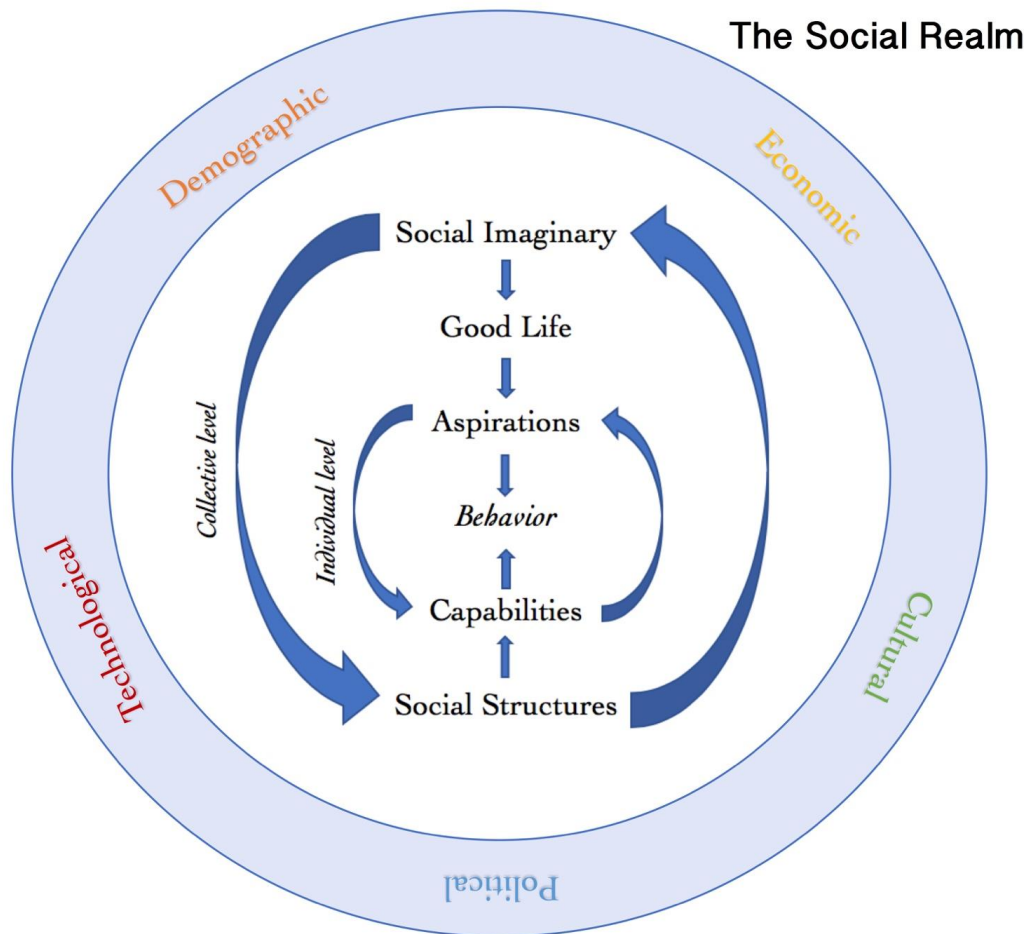 The Social Realm
Demographic
Economic
Social Imaginary
Good Life
Aspirations
Collective level
Individual level
Behavior
Capabilities
Social Structures
Technological
Cultural
Political